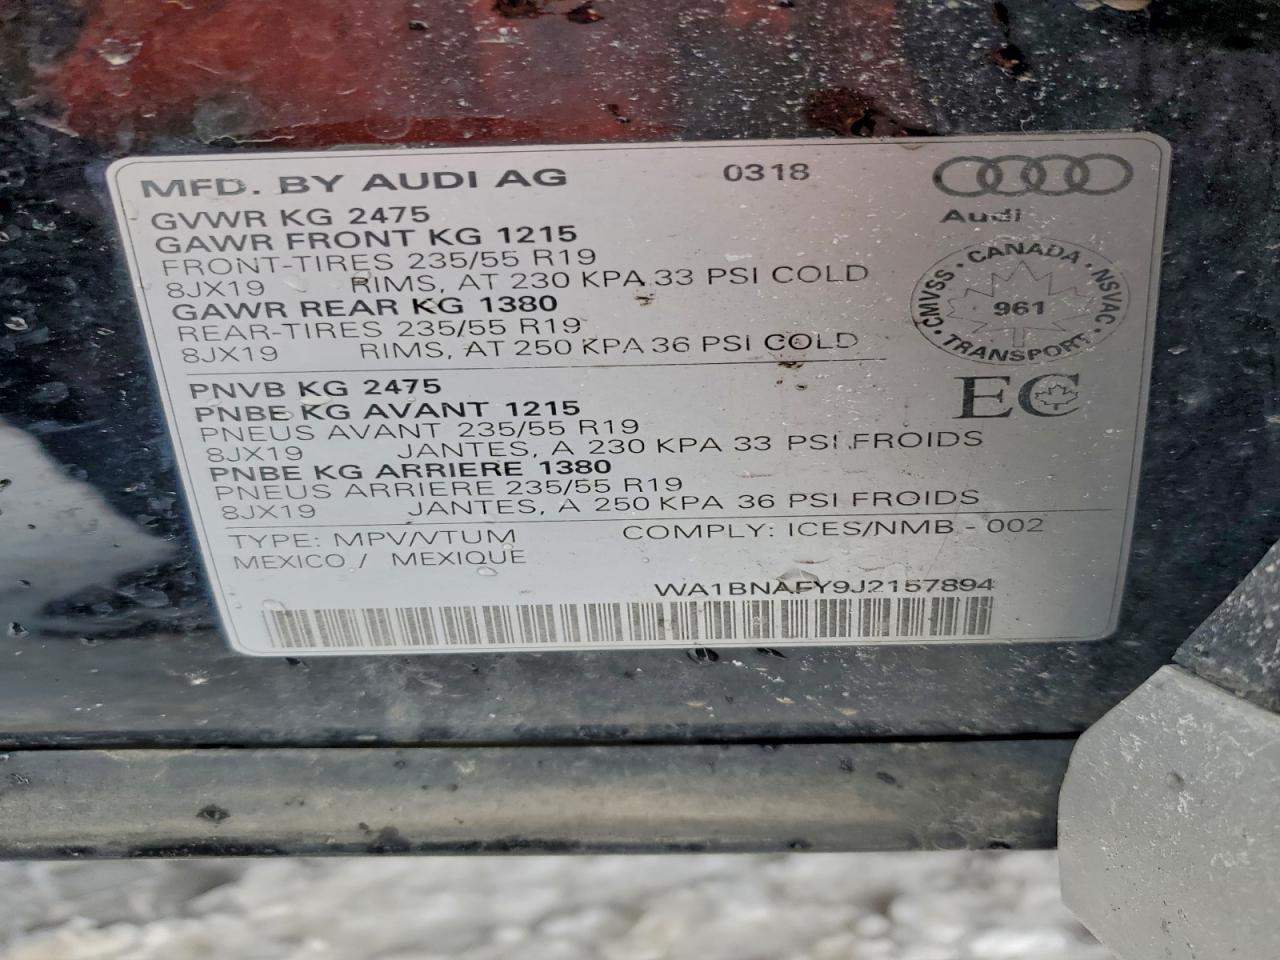 MFD. BY AUDI AG 0318
Audi
GVWR KG 2475
GAWR FRONT KG 1215
FRONT-TIRES 235/55 R19
8JX19 RIMS, AT 230 KPA 33 PSI COLD
GAWR REAR KG 1380
REAR-TIRES 235/55 R19
8JX19 RIMS, AT 250 KPA 36 PSI COLD
CMVSS · CANADA · NSVAC · TRANSPORT ·
961
EC
PNVB KG 2475
PNBE KG AVANT 1215
PNEUS AVANT 235/55 R19
8JX19 JANTES, A 230 KPA 33 PSI FROIDS
PNBE KG ARRIERE 1380
PNEUS ARRIERE 235/55 R19
8JX19 JANTES, A 250 KPA 36 PSI FROIDS
TYPE: MPV/VTUM COMPLY: ICES/NMB - 002
MEXICO / MEXIQUE
WA1BNAFY9J2157894